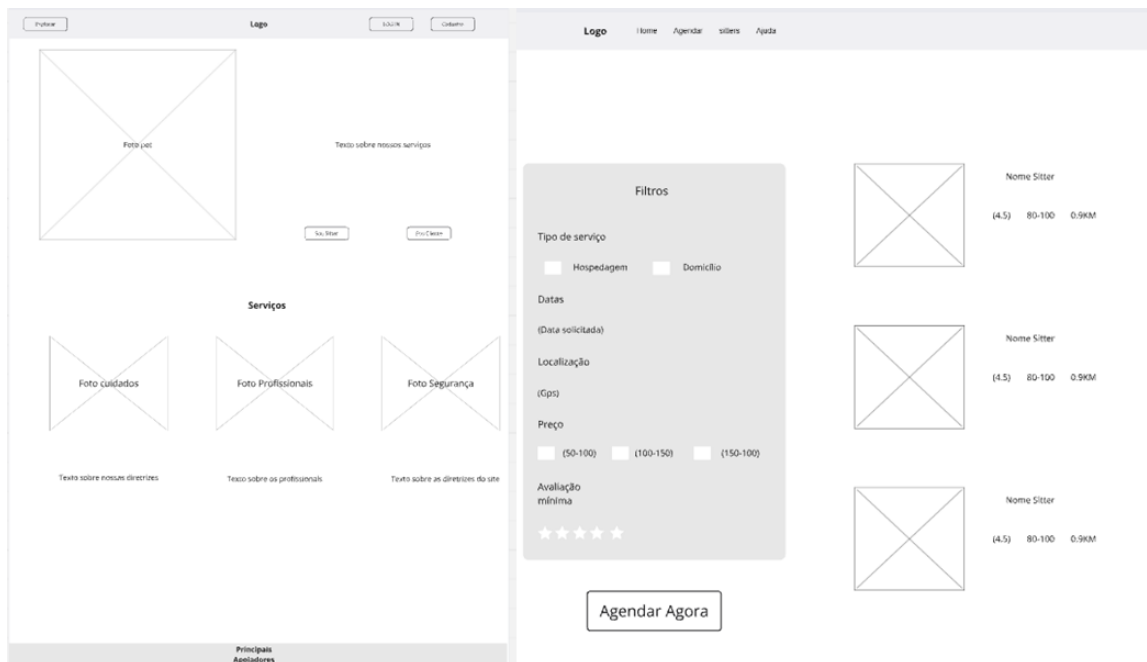 Logo
Cadastro
Foto pet
Texto sobre nossos serviços
Sou Sitter
Serviços
Foto cuidados
Foto Profissionais
Foto Segurança
Texto sobre nossas diretrizes
Texto sobre os profissionais
Texto sobre as diretrizes do site
Principais
Apoiadores
Logo Home Agendar sitters Ajuda
Filtros
Tipo de serviço
Hospedagem Domicílio
Datas
(Data solicitada)
Localização
(Gps)
Preço
(50-100) (100-150) (150-100)
Avaliação
mínima
Agendar Agora
Nome Sitter
(4.5) 80-100 0.9KM
Nome Sitter
(4.5) 80-100 0.9KM
Nome Sitter
(4.5) 80-100 0.9KM